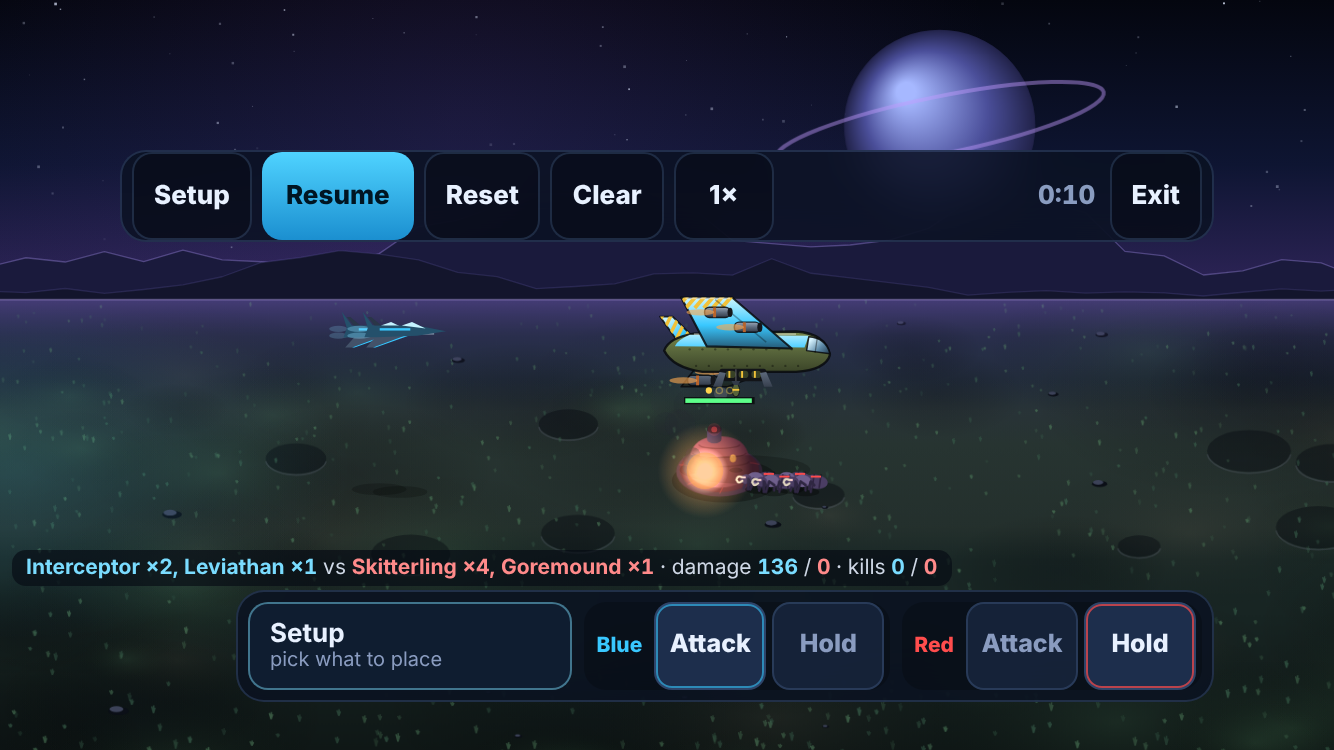 Setup Resume Reset Clear 1× 0:10 Exit
Interceptor ×2, Leviathan ×1 vs Skitterling ×4, Goremound ×1 · damage 136 / 0 · kills 0 / 0
Setup
pick what to place
Blue Attack Hold Red Attack Hold